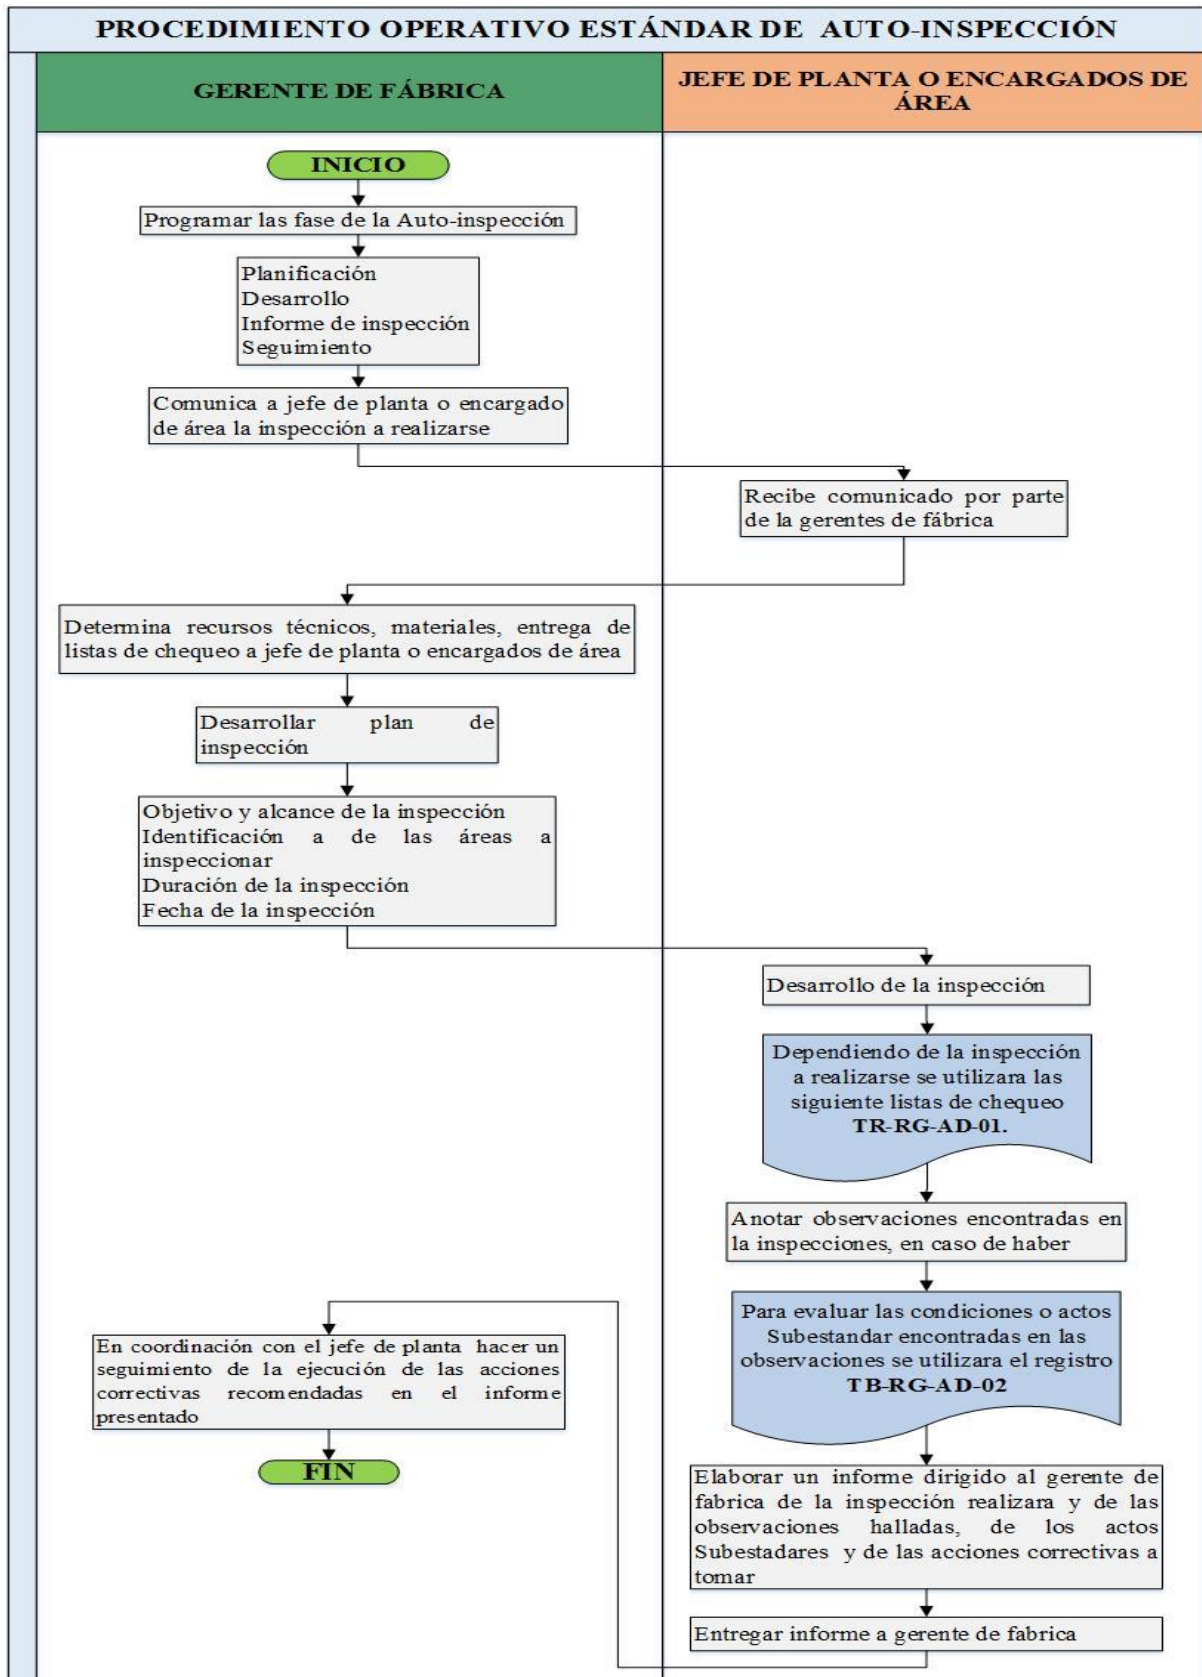 PROCEDIMIENTO OPERATIVO ESTÁNDAR DE AUTO-INSPECCIÓN
GERENTE DE FÁBRICA
JEFE DE PLANTA O ENCARGADOS DE
ÁREA
INICIO
Programar las fase de la Auto-inspección
Planificación
Desarrollo
Informe de inspección
Seguimiento
Comunica a jefe de planta o encargado
de área la inspección a realizarse
Recibe comunicado por parte
de la gerentes de fábrica
Determina recursos técnicos, materiales, entrega de
listas de chequeo a jefe de planta o encargados de área
Desarrollar plan de
inspección
Objetivo y alcance de la inspección
Identificación a de las áreas a
inspeccionar
Duración de la inspección
Fecha de la inspección
Desarrollo de la inspección
Dependiendo de la inspección
a realizarse se utilizara las
siguiente listas de chequeo
TR-RG-AD-01.
Anotar observaciones encontradas en
la inspecciones, en caso de haber
Para evaluar las condiciones o actos
Subestandar encontradas en las
observaciones se utilizara el registro
TB-RG-AD-02
Elaborar un informe dirigido al gerente de
fabrica de la inspección realizara y de las
observaciones halladas, de los actos
Subestadares y de las acciones correctivas a
tomar
Entregar informe a gerente de fabrica
En coordinación con el jefe de planta hacer un
seguimiento de la ejecución de las acciones
correctivas recomendadas en el informe
presentado
FIN